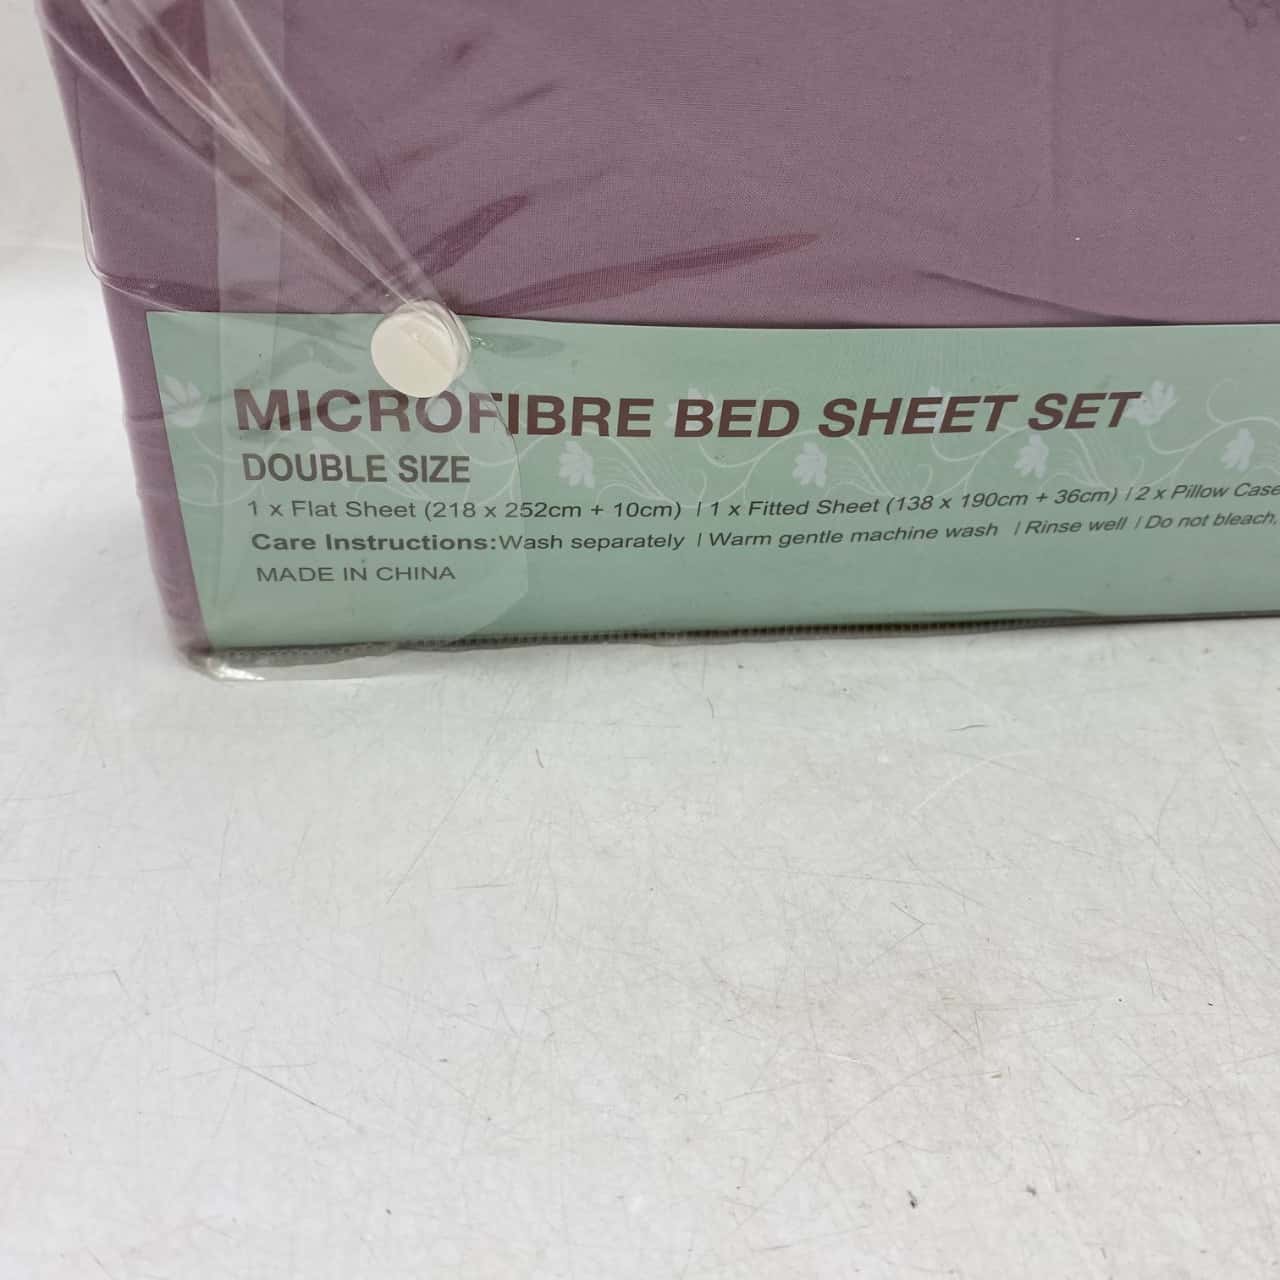 MICROFIBRE BED SHEET SET
DOUBLE SIZE
1 x Flat Sheet (218 x 252cm + 10cm) | 1 x Fitted Sheet (138 x 190cm + 36cm) | 2 x Pillow Case
Care Instructions:Wash separately | Warm gentle machine wash | Rinse well | Do not bleach,
MADE IN CHINA